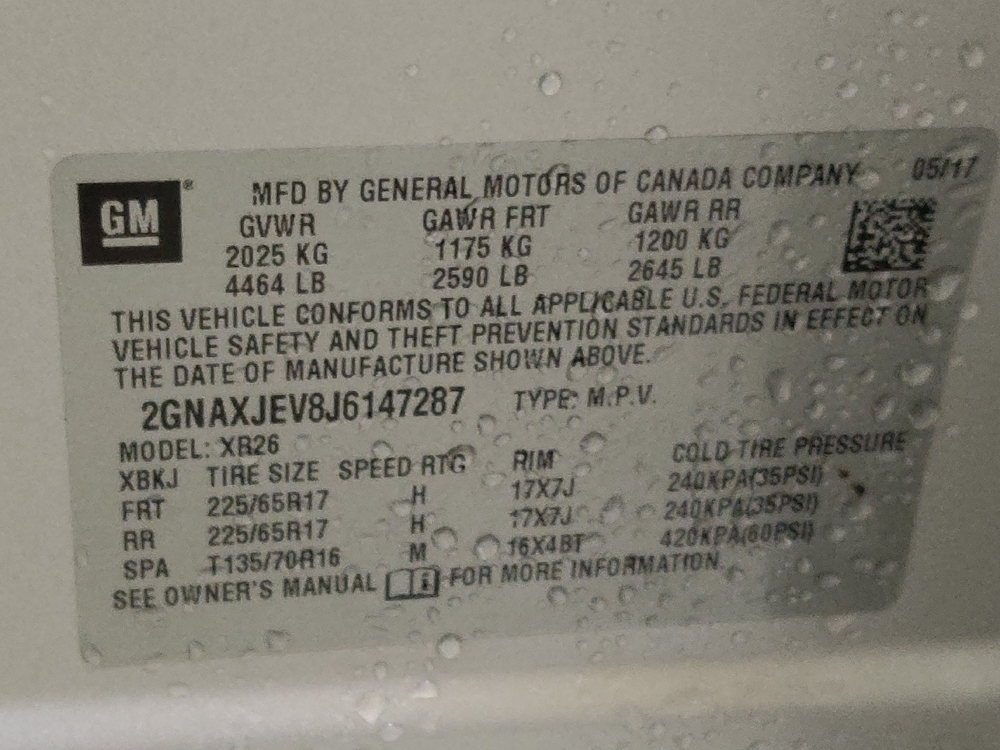 GM®
MFD BY GENERAL MOTORS OF CANADA COMPANY 05/17
GVWR GAWR FRT GAWR RR
2025 KG 1175 KG 1200 KG
4464 LB 2590 LB 2645 LB
THIS VEHICLE CONFORMS TO ALL APPLICABLE U.S. FEDERAL MOTOR
VEHICLE SAFETY AND THEFT PREVENTION STANDARDS IN EFFECT ON
THE DATE OF MANUFACTURE SHOWN ABOVE.
2GNAXJEV8J6147287 TYPE: M.P.V.
MODEL: XR26
XBKJ TIRE SIZE SPEED RTG RIM COLD TIRE PRESSURE
FRT 225/65R17 H 17X7J 240KPA(35PSI)
RR 225/65R17 H 17X7J 240KPA(35PSI)
SPA T135/70R16 M 16X4BT 420KPA(60PSI)
SEE OWNER'S MANUAL FOR MORE INFORMATION